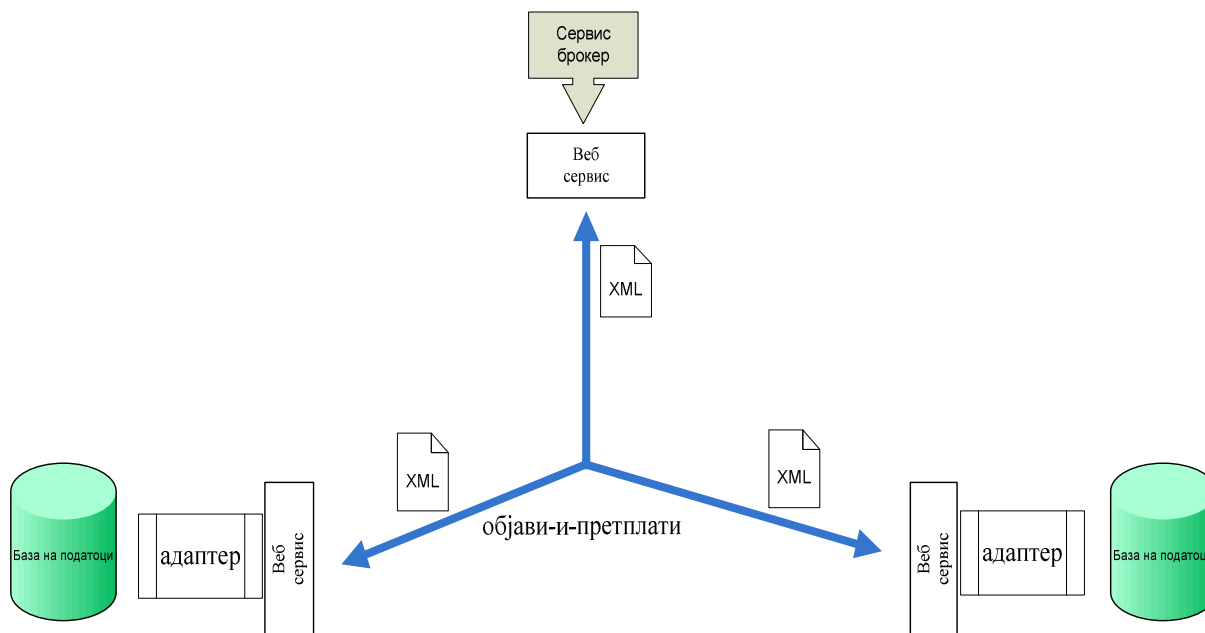 Сервис
брокер
Веб
сервис
XML
XML
XML
објави-и-претплати
База на податоци
адаптер
Веб
сервис
Веб
сервис
адаптер
База на податоц